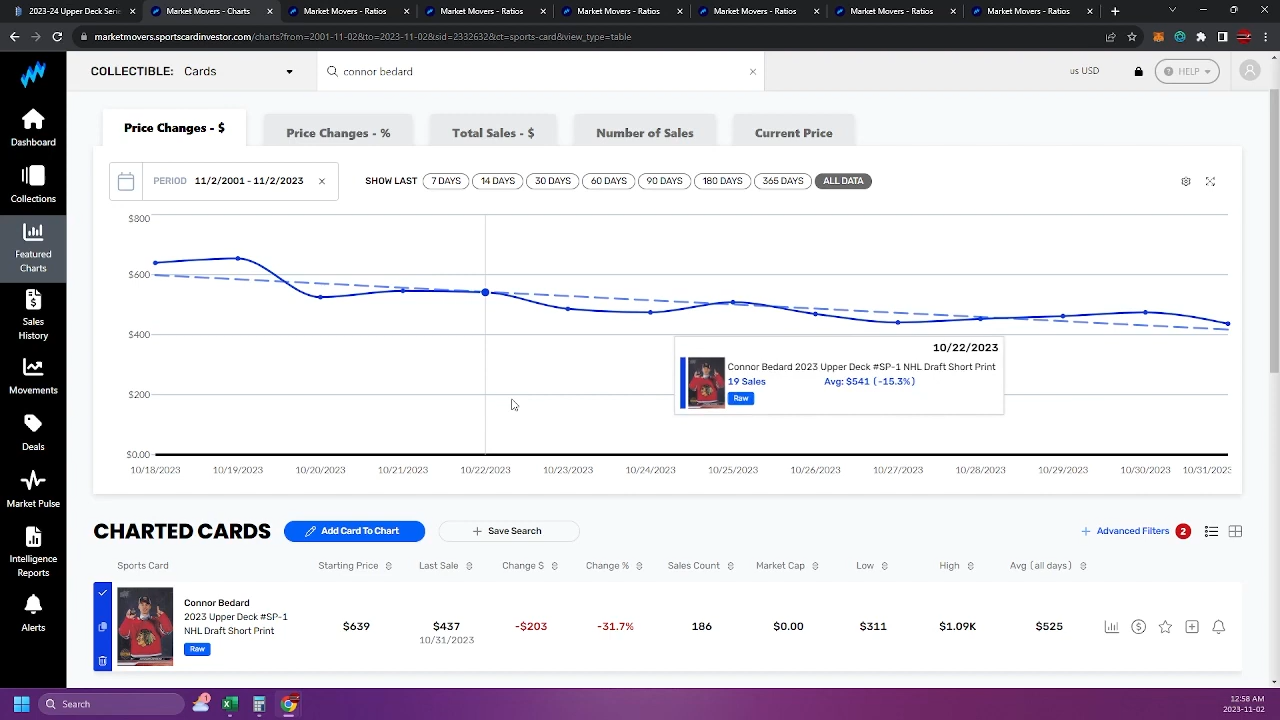 2023-24 Upper Deck Serie
Market Movers - Charts
Market Movers - Ratios
Market Movers - Ratios
Market Movers - Ratios
Market Movers - Ratios
Market Movers - Ratios
Market Movers - Ratios
marketmovers.sportscardinvestor.com/charts?from=2001-11-02&to=2023-11-02&sid=2332632&ct=sports-card&view_type=table
COLLECTIBLE: Cards
connor bedard
US USD
HELP
Dashboard
Collections
Featured Charts
Sales History
Movements
Deals
Market Pulse
Intelligence Reports
Alerts
Price Changes - $
Price Changes - %
Total Sales - $
Number of Sales
Current Price
PERIOD 11/2/2001 - 11/2/2023
SHOW LAST 7 DAYS 14 DAYS 30 DAYS 60 DAYS 90 DAYS 180 DAYS 365 DAYS ALL DATA
$800
$600
$400
$200
$0.00
10/18/2023 10/19/2023 10/20/2023 10/21/2023 10/22/2023 10/23/2023 10/24/2023 10/25/2023 10/26/2023 10/27/2023 10/28/2023 10/29/2023 10/30/2023 10/31/2023
10/22/2023
Connor Bedard 2023 Upper Deck #SP-1 NHL Draft Short Print
19 Sales Avg: $541 (-15.3%)
Raw
CHARTED CARDS
Add Card To Chart
Save Search
Advanced Filters 2
Sports Card Starting Price Last Sale Change $ Change % Sales Count Market Cap Low High Avg (all days)
Connor Bedard
2023 Upper Deck #SP-1
NHL Draft Short Print
Raw
$639 $437 -$203 -31.7% 186 $0.00 $311 $1.09K $525
10/31/2023
Search
12:58 AM
2023-11-02